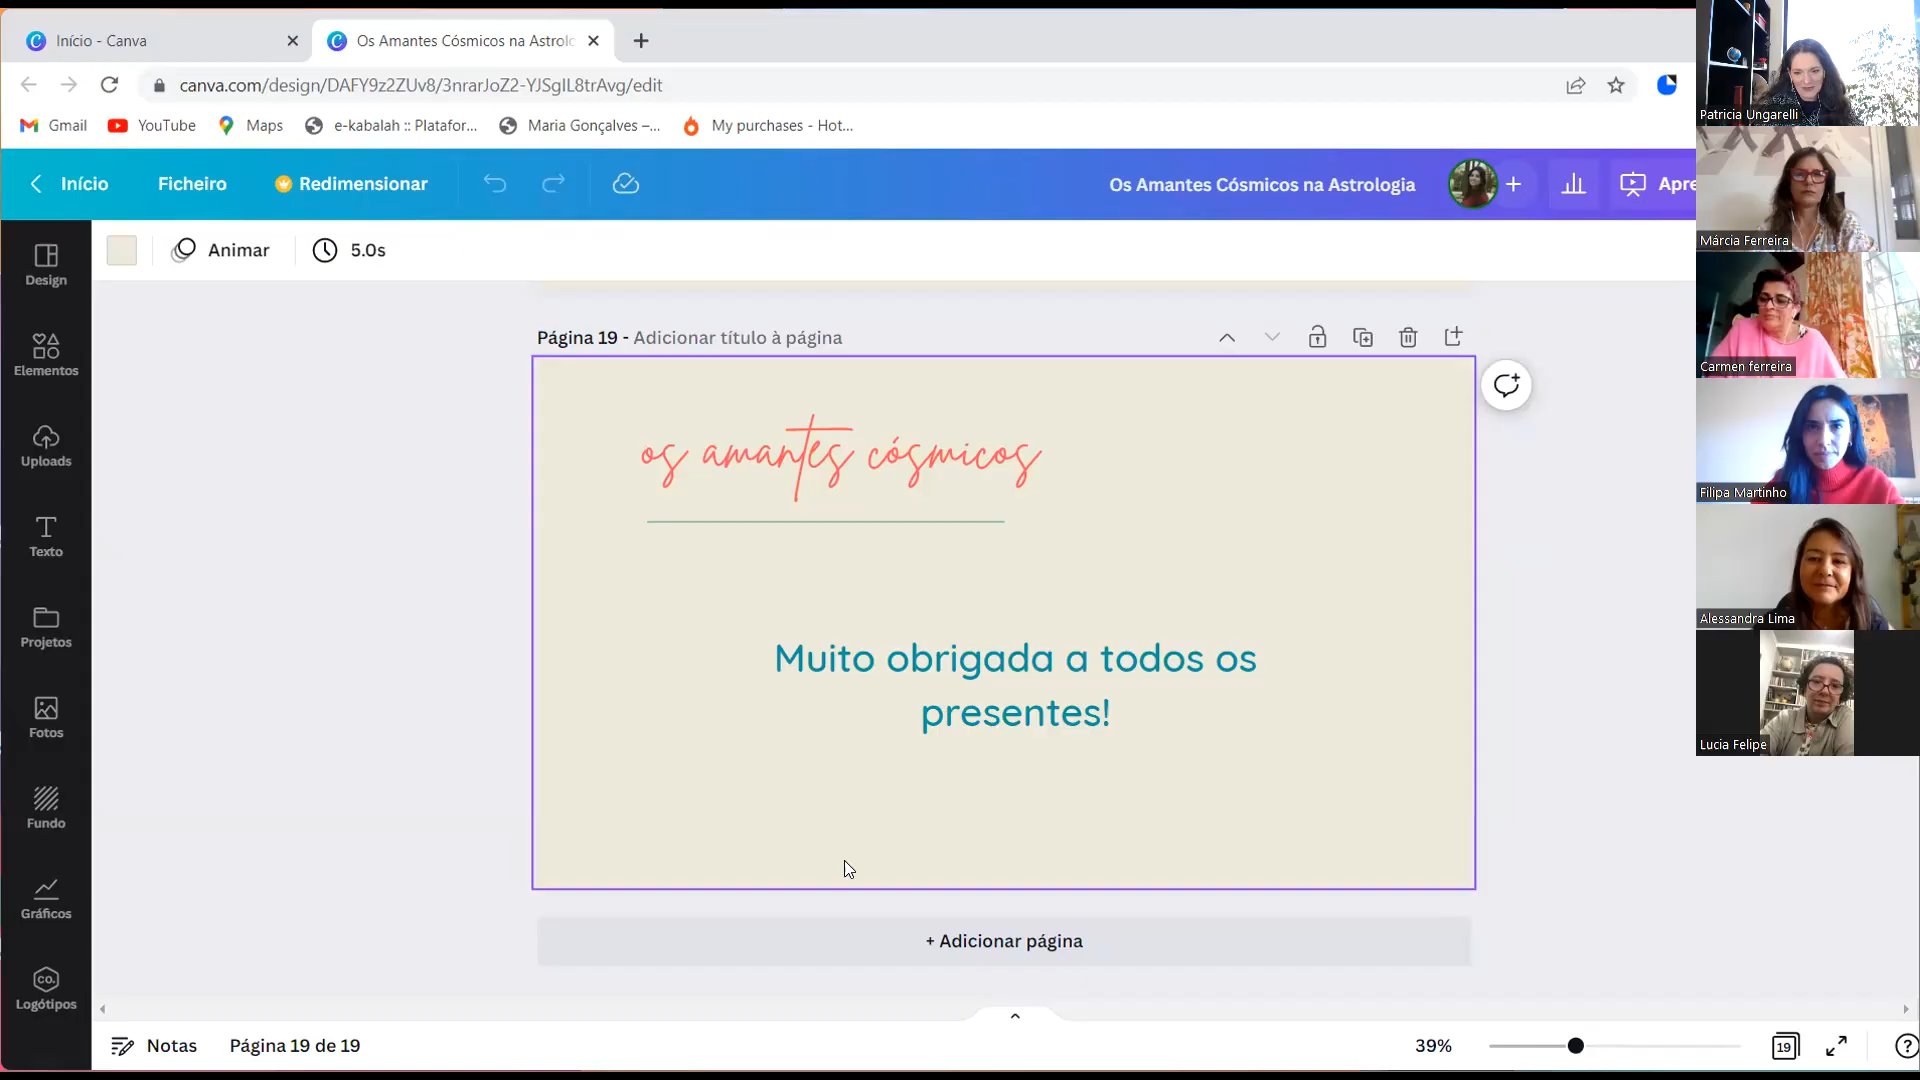 Início - Canva
Os Amantes Cósmicos na Astrolo
canva.com/design/DAFY9z2ZUv8/3nrarJoZ2-YJSgIL8trAvg/edit
Gmail
YouTube
Maps
e-kabalah :: Platafor...
Maria Gonçalves –...
My purchases - Hot...
Início
Ficheiro
Redimensionar
Os Amantes Cósmicos na Astrologia
Apre
Animar
5.0s
Design
Elementos
Uploads
Texto
Projetos
Fotos
Fundo
Gráficos
CO.
Logótipos
Página 19 - Adicionar título à página
os amantes cósmicos
Muito obrigada a todos os
presentes!
+ Adicionar página
Notas
Página 19 de 19
39%
19
Patricia Ungarelli
Márcia Ferreira
Carmen ferreira
Filipa Martinho
Alessandra Lima
Lucia Felipe